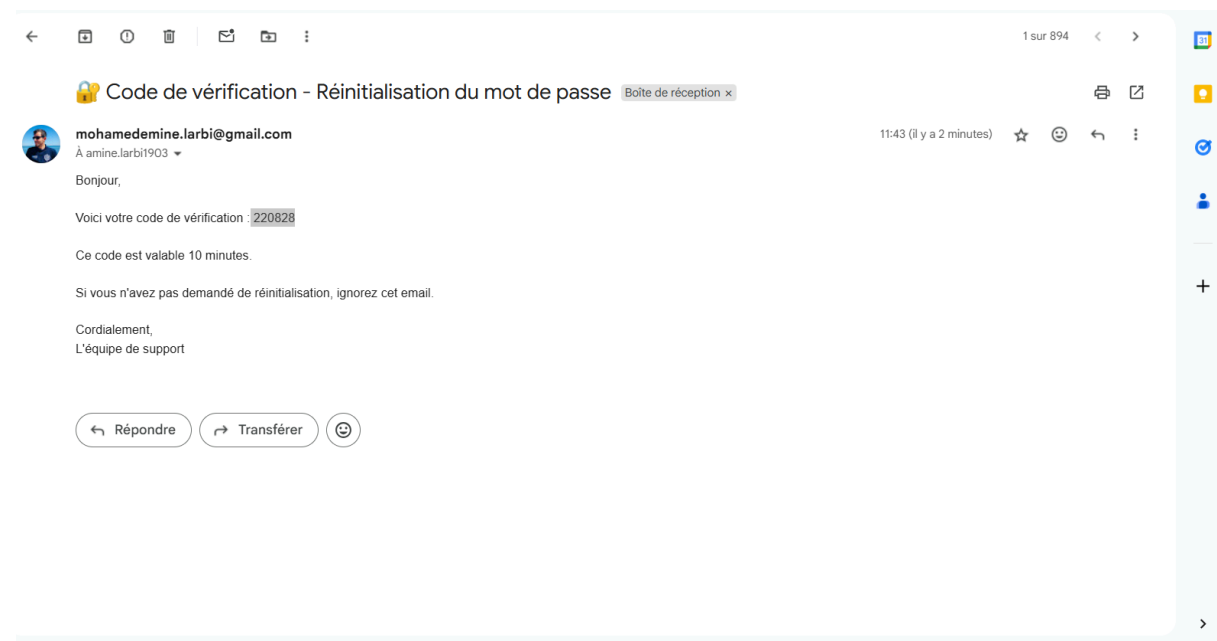 1 sur 894
31
🔐 Code de vérification - Réinitialisation du mot de passe Boîte de réception ×
mohamedemine.larbi@gmail.com 11:43 (il y a 2 minutes)
À amine.larbi1903
Bonjour,
Voici votre code de vérification : 220828
Ce code est valable 10 minutes.
Si vous n'avez pas demandé de réinitialisation, ignorez cet email.
Cordialement,
L'équipe de support
Répondre Transférer